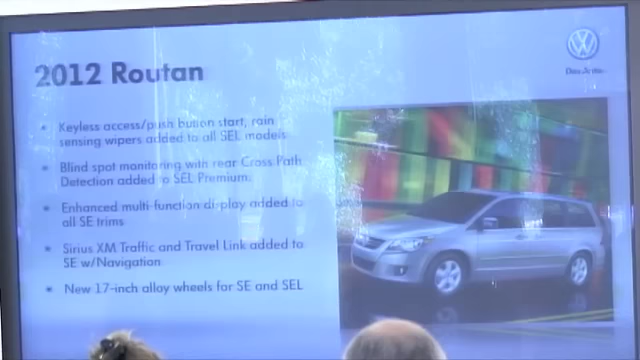 2012 Routan
Das Auto.
• Keyless access/push button start, rain
sensing wipers added to all SEL models
• Blind spot monitoring with rear Cross Path
Detection added to SEL Premium
• Enhanced multi-function display added to
all SE trims
• Sirius XM Traffic and Travel Link added to
SE w/Navigation
• New 17-inch alloy wheels for SE and SEL